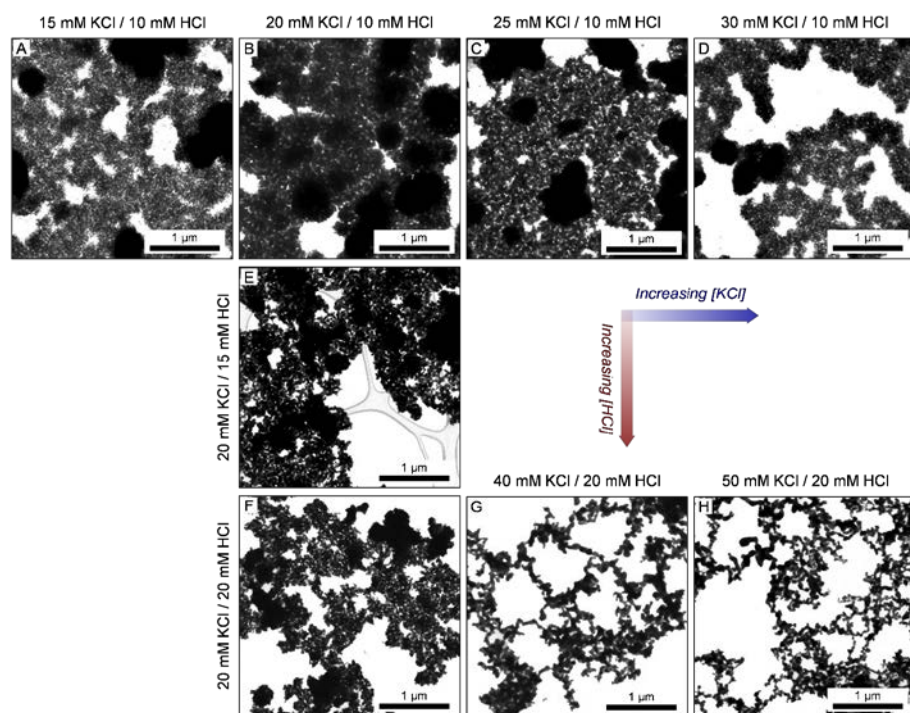 15 mM KCl / 10 mM HCl
20 mM KCl / 10 mM HCl
25 mM KCl / 10 mM HCl
30 mM KCl / 10 mM HCl
A
B
C
D
1 µm
1 µm
1 µm
1 µm
20 mM KCl / 15 mM HCl
E
1 µm
Increasing [KCl]
Increasing [HCl]
40 mM KCl / 20 mM HCl
50 mM KCl / 20 mM HCl
20 mM KCl / 20 mM HCl
F
G
H
1 µm
1 µm
1 µm